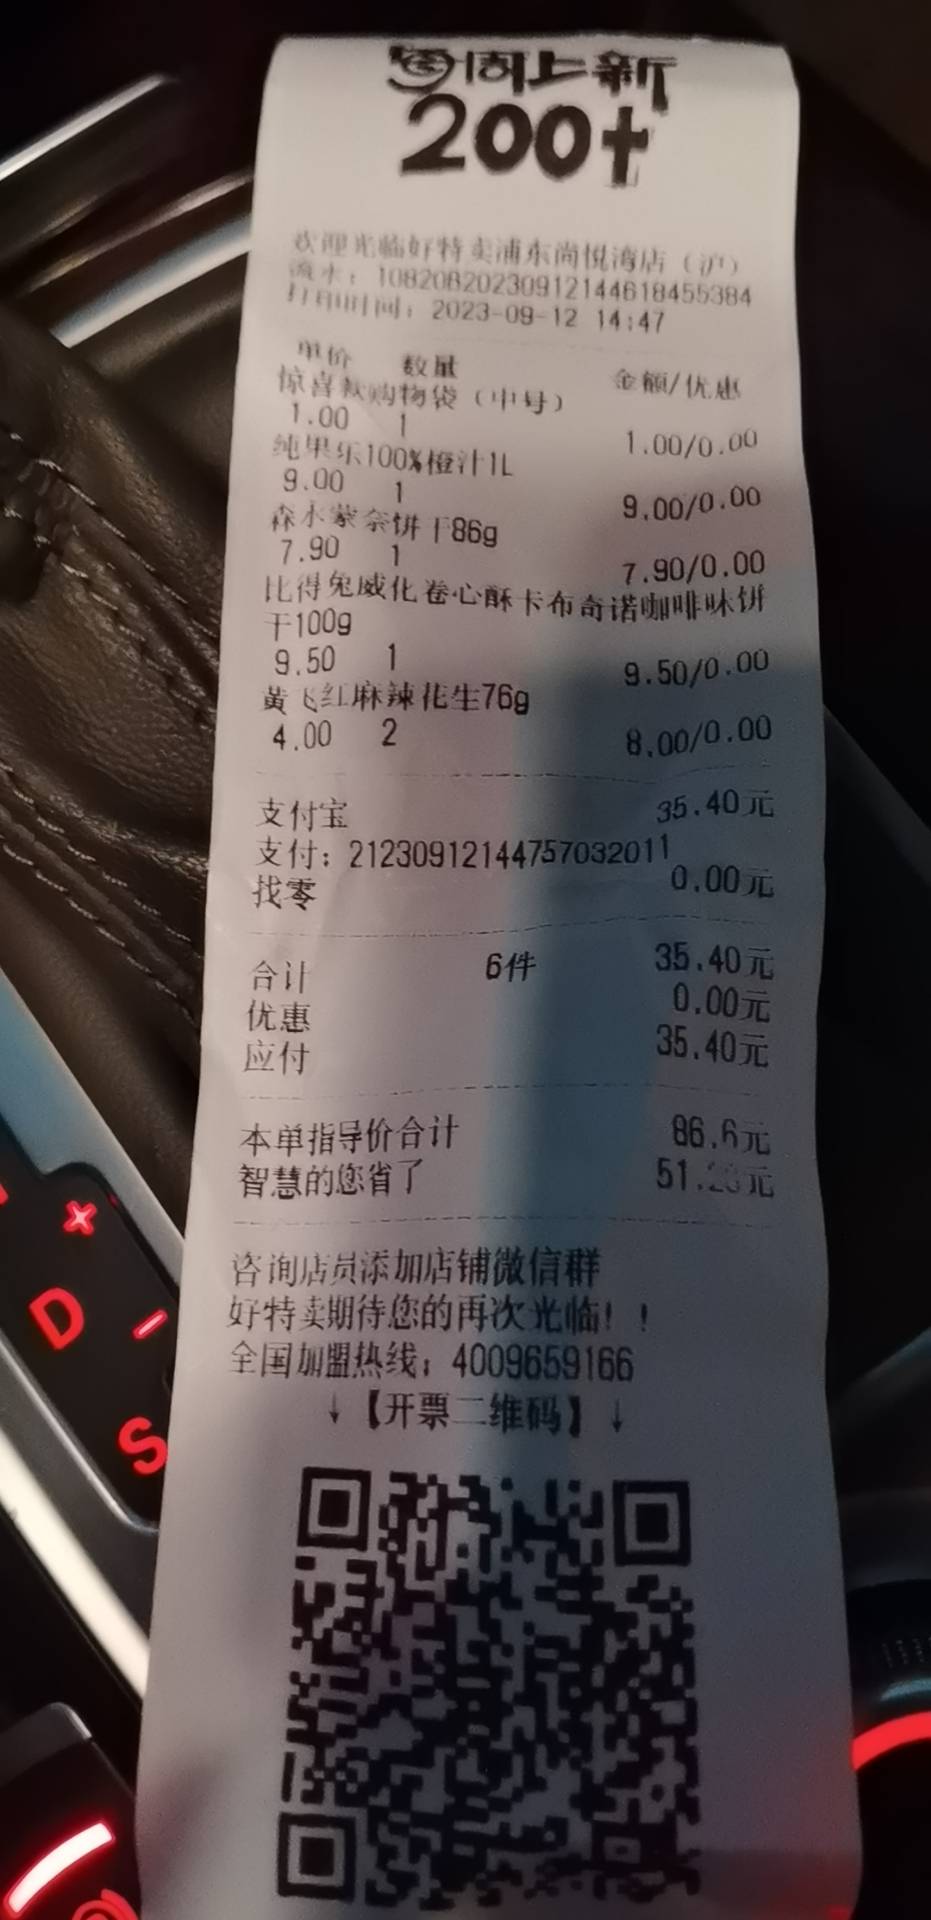 每周上新
200+
欢迎光临好特卖浦东尚悦湾店（沪）
流水：10820820230912144618455384
打印时间：2023-09-12 14:47
单价 数量 金额/优惠
惊喜款购物袋（中号）
1.00 1 1.00/0.00
纯果乐100%橙汁1L
9.00 1 9.00/0.00
森永蒙奈饼干86g
7.90 1 7.90/0.00
比得兔威化卷心酥卡布奇诺咖啡味饼
干100g
9.50 1 9.50/0.00
黄飞红麻辣花生76g
4.00 2 8.00/0.00
支付宝 35.40元
支付：21230912144757032011
找零 0.00元
合计 6件 35.40元
优惠 0.00元
应付 35.40元
本单指导价合计 86.6元
智慧的您省了
咨询店员添加店铺微信群
好特卖期待您的再次光临！！
全国加盟热线：4009659166
↓【开票二维码】↓
+
D -
S